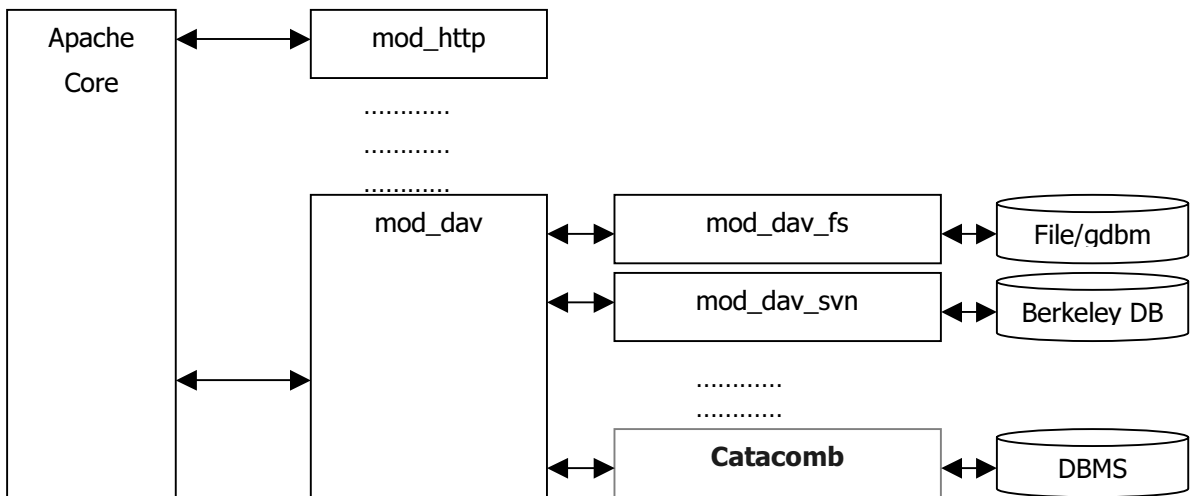 Apache
Core
mod_http
............
............
............
mod_dav
mod_dav_fs
File/gdbm
mod_dav_svn
Berkeley DB
............
............
Catacomb
DBMS